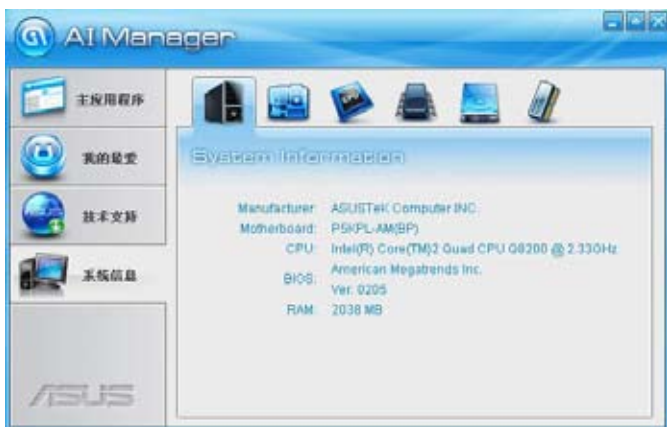 AI Manager
主应用程序
我的最爱
技术支持
系统信息
ASUS
System Information
Manufacturer: ASUSTeK Computer INC.
Motherboard: P5KPL-AM(BP)
CPU: Intel(R) Core(TM)2 Quad CPU Q8200 @ 2.33GHz
BIOS: American Megatrends Inc.
Ver. 0205
RAM: 2038 MB